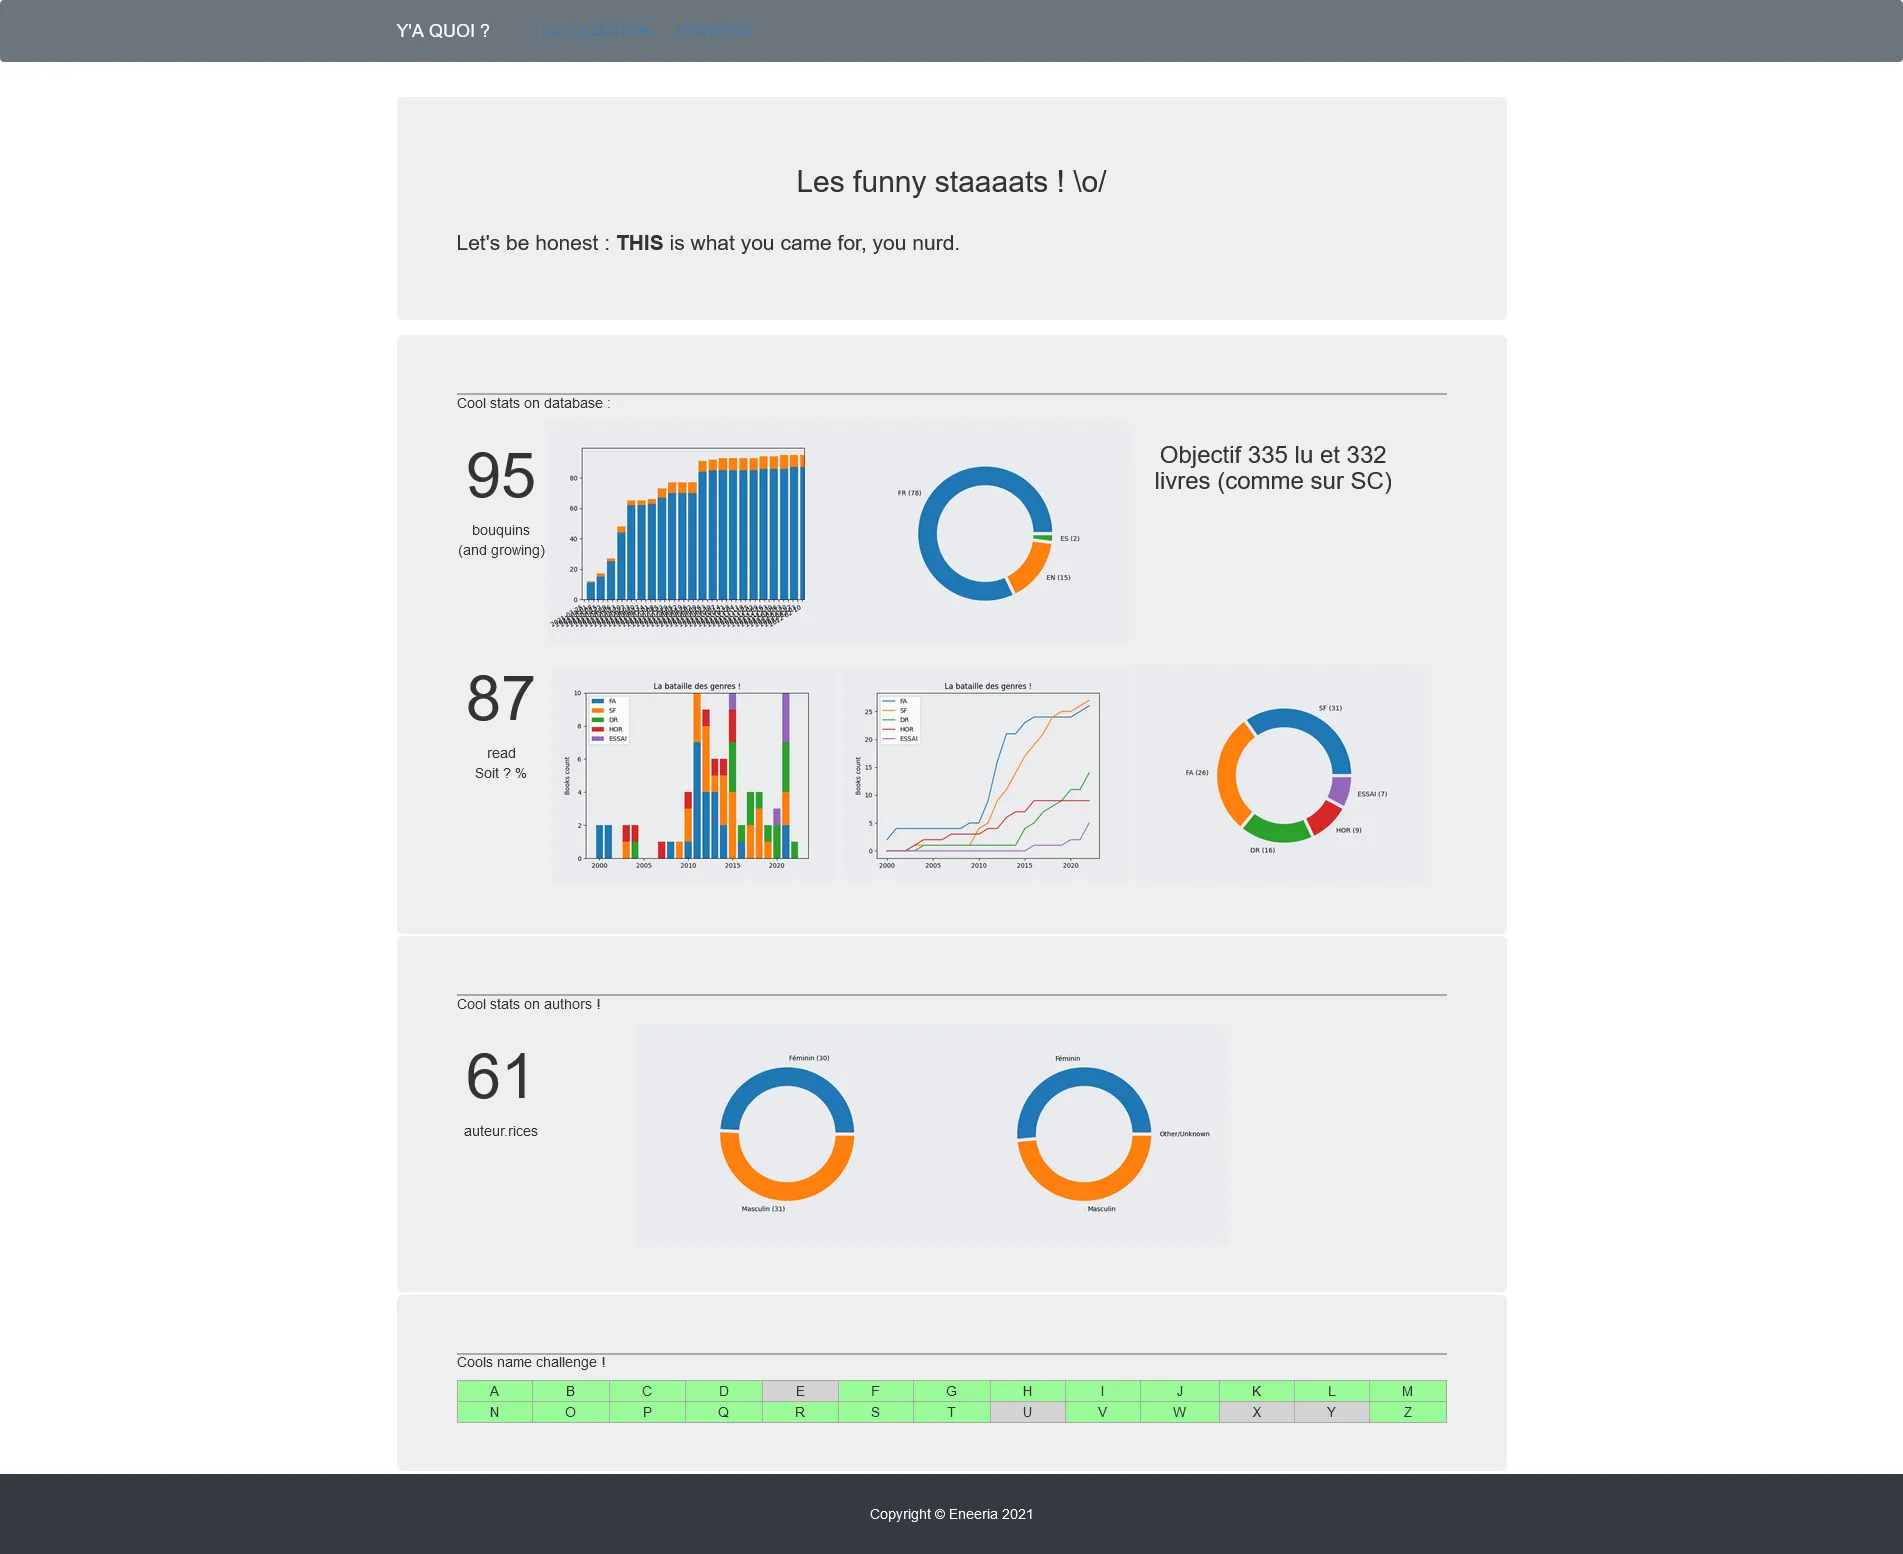 Y'A QUOI ?
LA COLLECTION
Les funny staaaats ! \o/
Let's be honest : THIS is what you came for, you nurd.
Cool stats on database :
95
bouquins
(and growing)
80
60
40
20
0
FR (78)
ES (2)
EN (15)
Objectif 335 lu et 332
livres (comme sur SC)
87
read
Soit ? %
La bataille des genres !
FA
SF
DR
HOR
ESSAI
Books count
10
8
6
4
2
0
2000 2005 2010 2015 2020
La bataille des genres !
FA
SF
DR
HOR
ESSAI
Books count
25
20
15
10
5
0
2000 2005 2010 2015 2020
SF (31)
FA (26)
ESSAI (7)
HOR (9)
DR (16)
Cool stats on authors !
61
auteur.rices
Féminin (30)
Masculin (31)
Féminin
Other/Unknown
Masculin
Cools name challenge !
A B C D E F G H I J K L M
N O P Q R S T U V W X Y Z
Copyright © Eneeria 2021